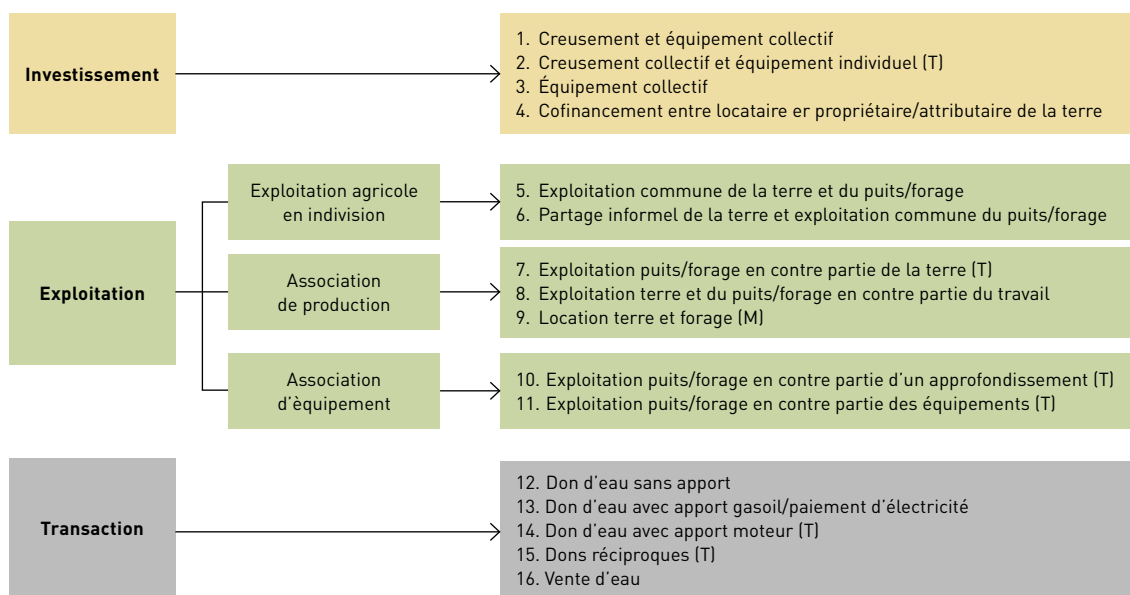 Investissement
1. Creusement et équipement collectif
2. Creusement collectif et équipement individuel (T)
3. Équipement collectif
4. Cofinancement entre locataire er propriétaire/attributaire de la terre
Exploitation
Exploitation agricole
en indivision
5. Exploitation commune de la terre et du puits/forage
6. Partage informel de la terre et exploitation commune du puits/forage
Association
de production
7. Exploitation puits/forage en contre partie de la terre (T)
8. Exploitation terre et du puits/forage en contre partie du travail
9. Location terre et forage (M)
Association
d'èquipement
10. Exploitation puits/forage en contre partie d'un approfondissement (T)
11. Exploitation puits/forage en contre partie des équipements (T)
Transaction
12. Don d'eau sans apport
13. Don d'eau avec apport gasoil/paiement d'électricité
14. Don d'eau avec apport moteur (T)
15. Dons réciproques (T)
16. Vente d'eau